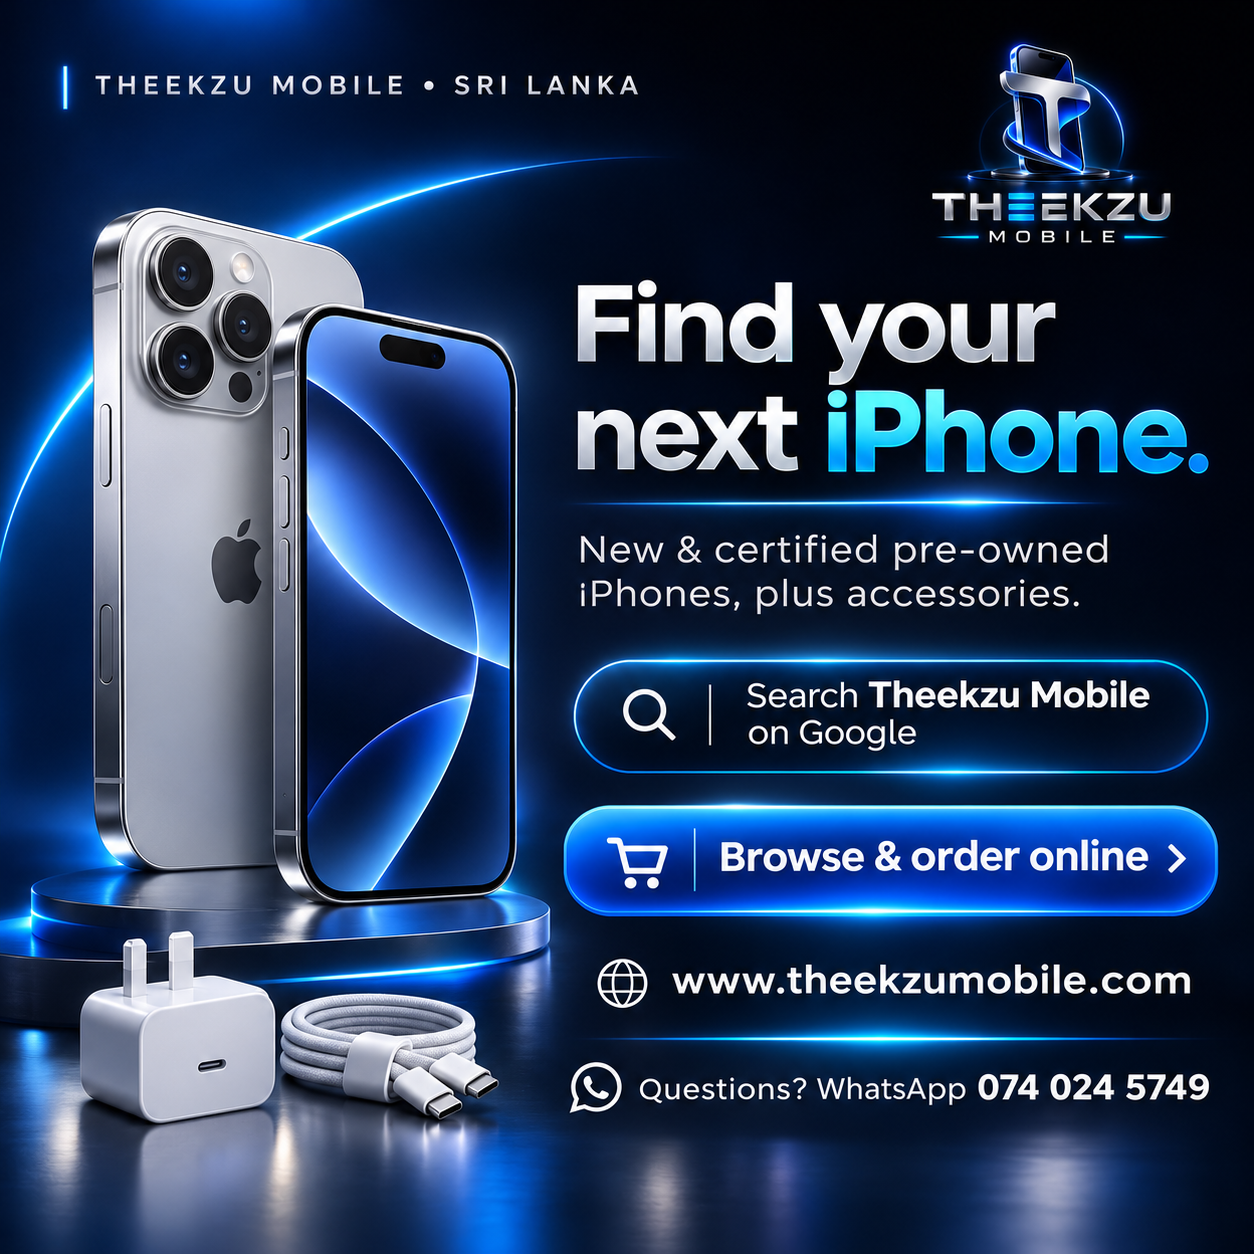 THEEKZU MOBILE • SRI LANKA
T
THEEKZU
MOBILE
Find your
next iPhone.
New & certified pre-owned
iPhones, plus accessories.
Search Theekzu Mobile
on Google
Browse & order online
www.theekzumobile.com
Questions? WhatsApp 074 024 5749